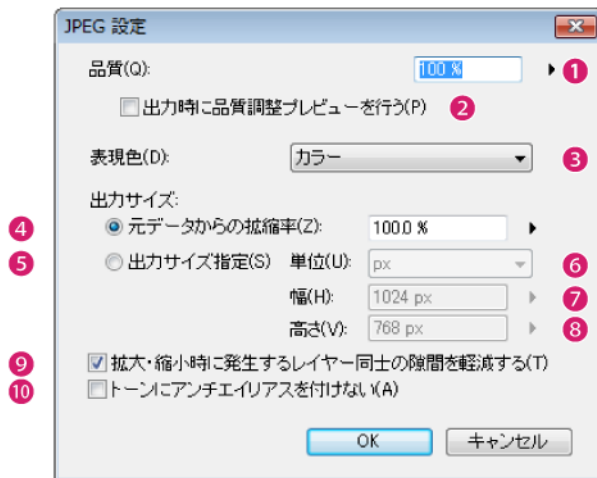 JPEG 設定
品質(Q): 100 % 1
出力時に品質調整プレビューを行う(P) 2
表現色(D): カラー 3
出力サイズ:
4 元データからの拡縮率(Z): 100.0 %
5 出力サイズ指定(S) 単位(U): px 6
幅(H): 1024 px 7
高さ(V): 768 px 8
9 拡大・縮小時に発生するレイヤー同士の隙間を軽減する(T)
10 トーンにアンチエイリアスを付けない(A)
OK キャンセル